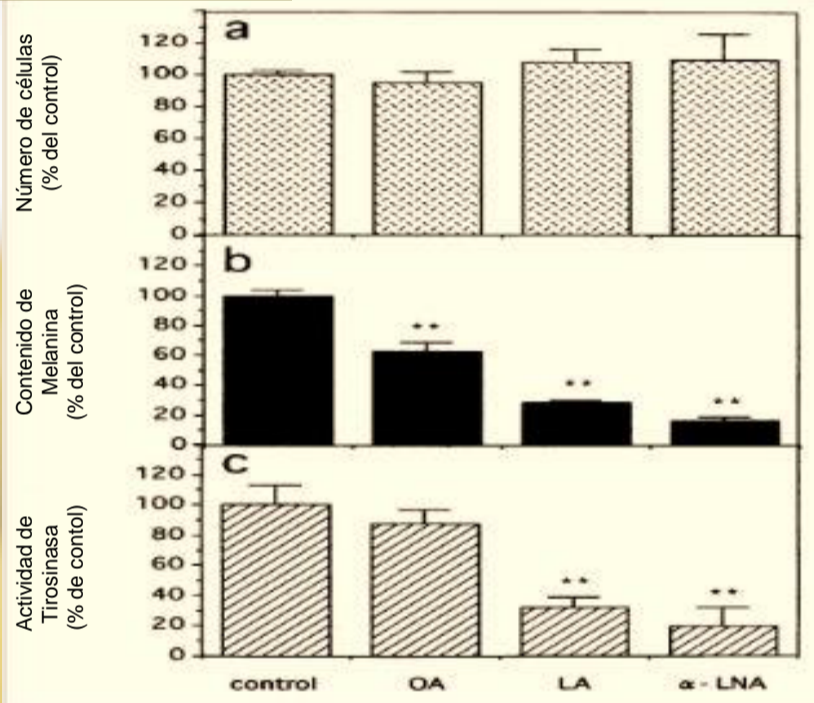 Número de células
(% del control)
a
120
100
80
60
40
20
0
Contenido de
Melanina
(% del control)
b
120
100
80
60
40
20
0
**
**
**
Actividad de
Tirosinasa
(% de contol)
c
120
100
80
60
40
20
0
**
**
control OA LA α-LNA